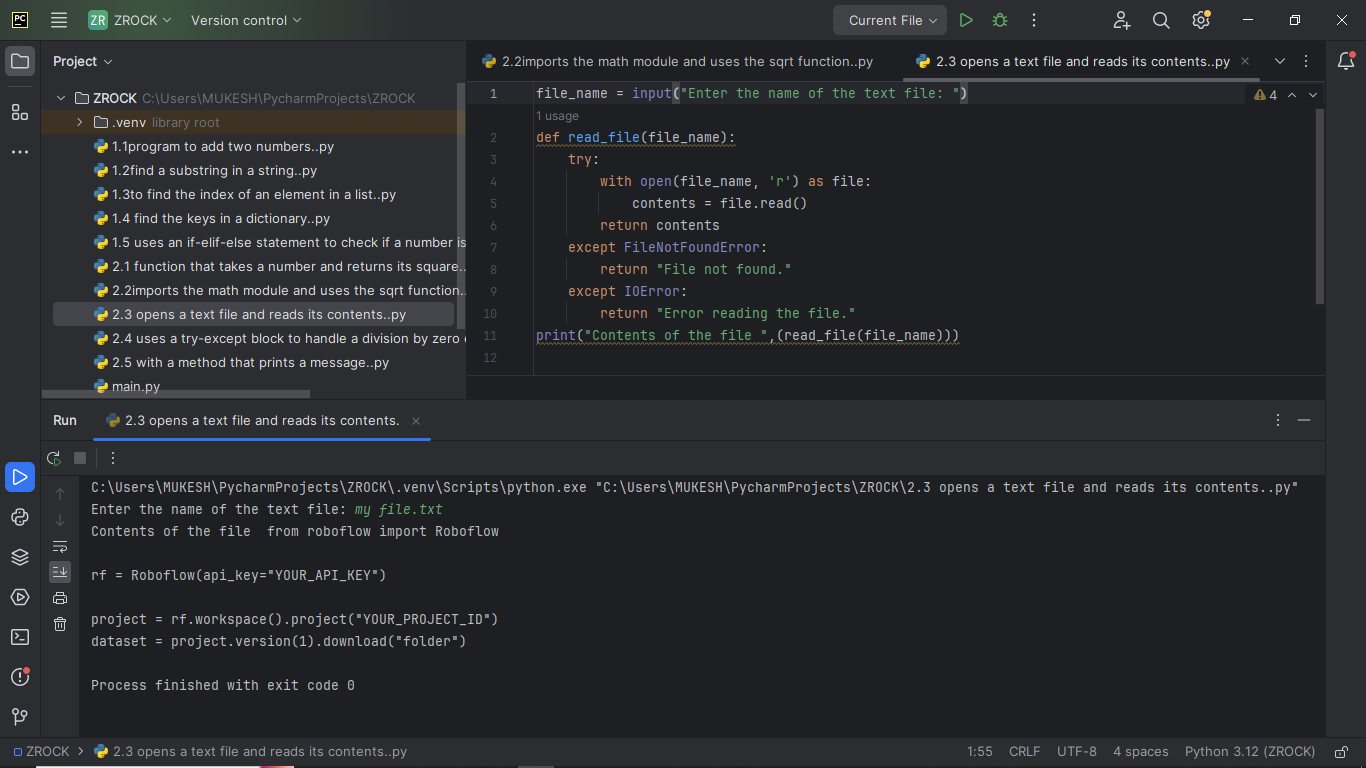 PC
ZR ZROCK
Version control
Current File
Project
ZROCK C:\Users\MUKESH\PycharmProjects\ZROCK
.venv library root
1.1program to add two numbers..py
1.2find a substring in a string..py
1.3to find the index of an element in a list..py
1.4 find the keys in a dictionary..py
1.5 uses an if-elif-else statement to check if a number is
2.1 function that takes a number and returns its square..
2.2imports the math module and uses the sqrt function..
2.3 opens a text file and reads its contents..py
2.4 uses a try-except block to handle a division by zero
2.5 with a method that prints a message..py
main.py
2.2imports the math module and uses the sqrt function..py
2.3 opens a text file and reads its contents..py
4
1 file_name = input("Enter the name of the text file: ")
1 usage
2 def read_file(file_name):
3 try:
4 with open(file_name, 'r') as file:
5 contents = file.read()
6 return contents
7 except FileNotFoundError:
8 return "File not found."
9 except IOError:
10 return "Error reading the file."
11 print("Contents of the file ",(read_file(file_name)))
12
Run
2.3 opens a text file and reads its contents.
C:\Users\MUKESH\PycharmProjects\ZROCK\.venv\Scripts\python.exe "C:\Users\MUKESH\PycharmProjects\ZROCK\2.3 opens a text file and reads its contents..py"
Enter the name of the text file: my file.txt
Contents of the file  from roboflow import Roboflow
rf = Roboflow(api_key="YOUR_API_KEY")
project = rf.workspace().project("YOUR_PROJECT_ID")
dataset = project.version(1).download("folder")
Process finished with exit code 0
ZROCK
2.3 opens a text file and reads its contents..py
1:55
CRLF
UTF-8
4 spaces
Python 3.12 (ZROCK)